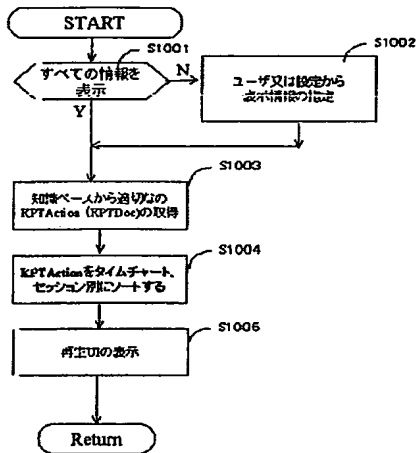 START
S1001
すべての情報を
表示
N
Y
S1002
ユーザ又は設定から
表示情報の指定
S1003
知識ベースから適切なの
KPTAction (KPTDoc)の取得
S1004
KPTActionをタイムチャート、
セッション別にソートする
S1005
再生UIの表示
Return